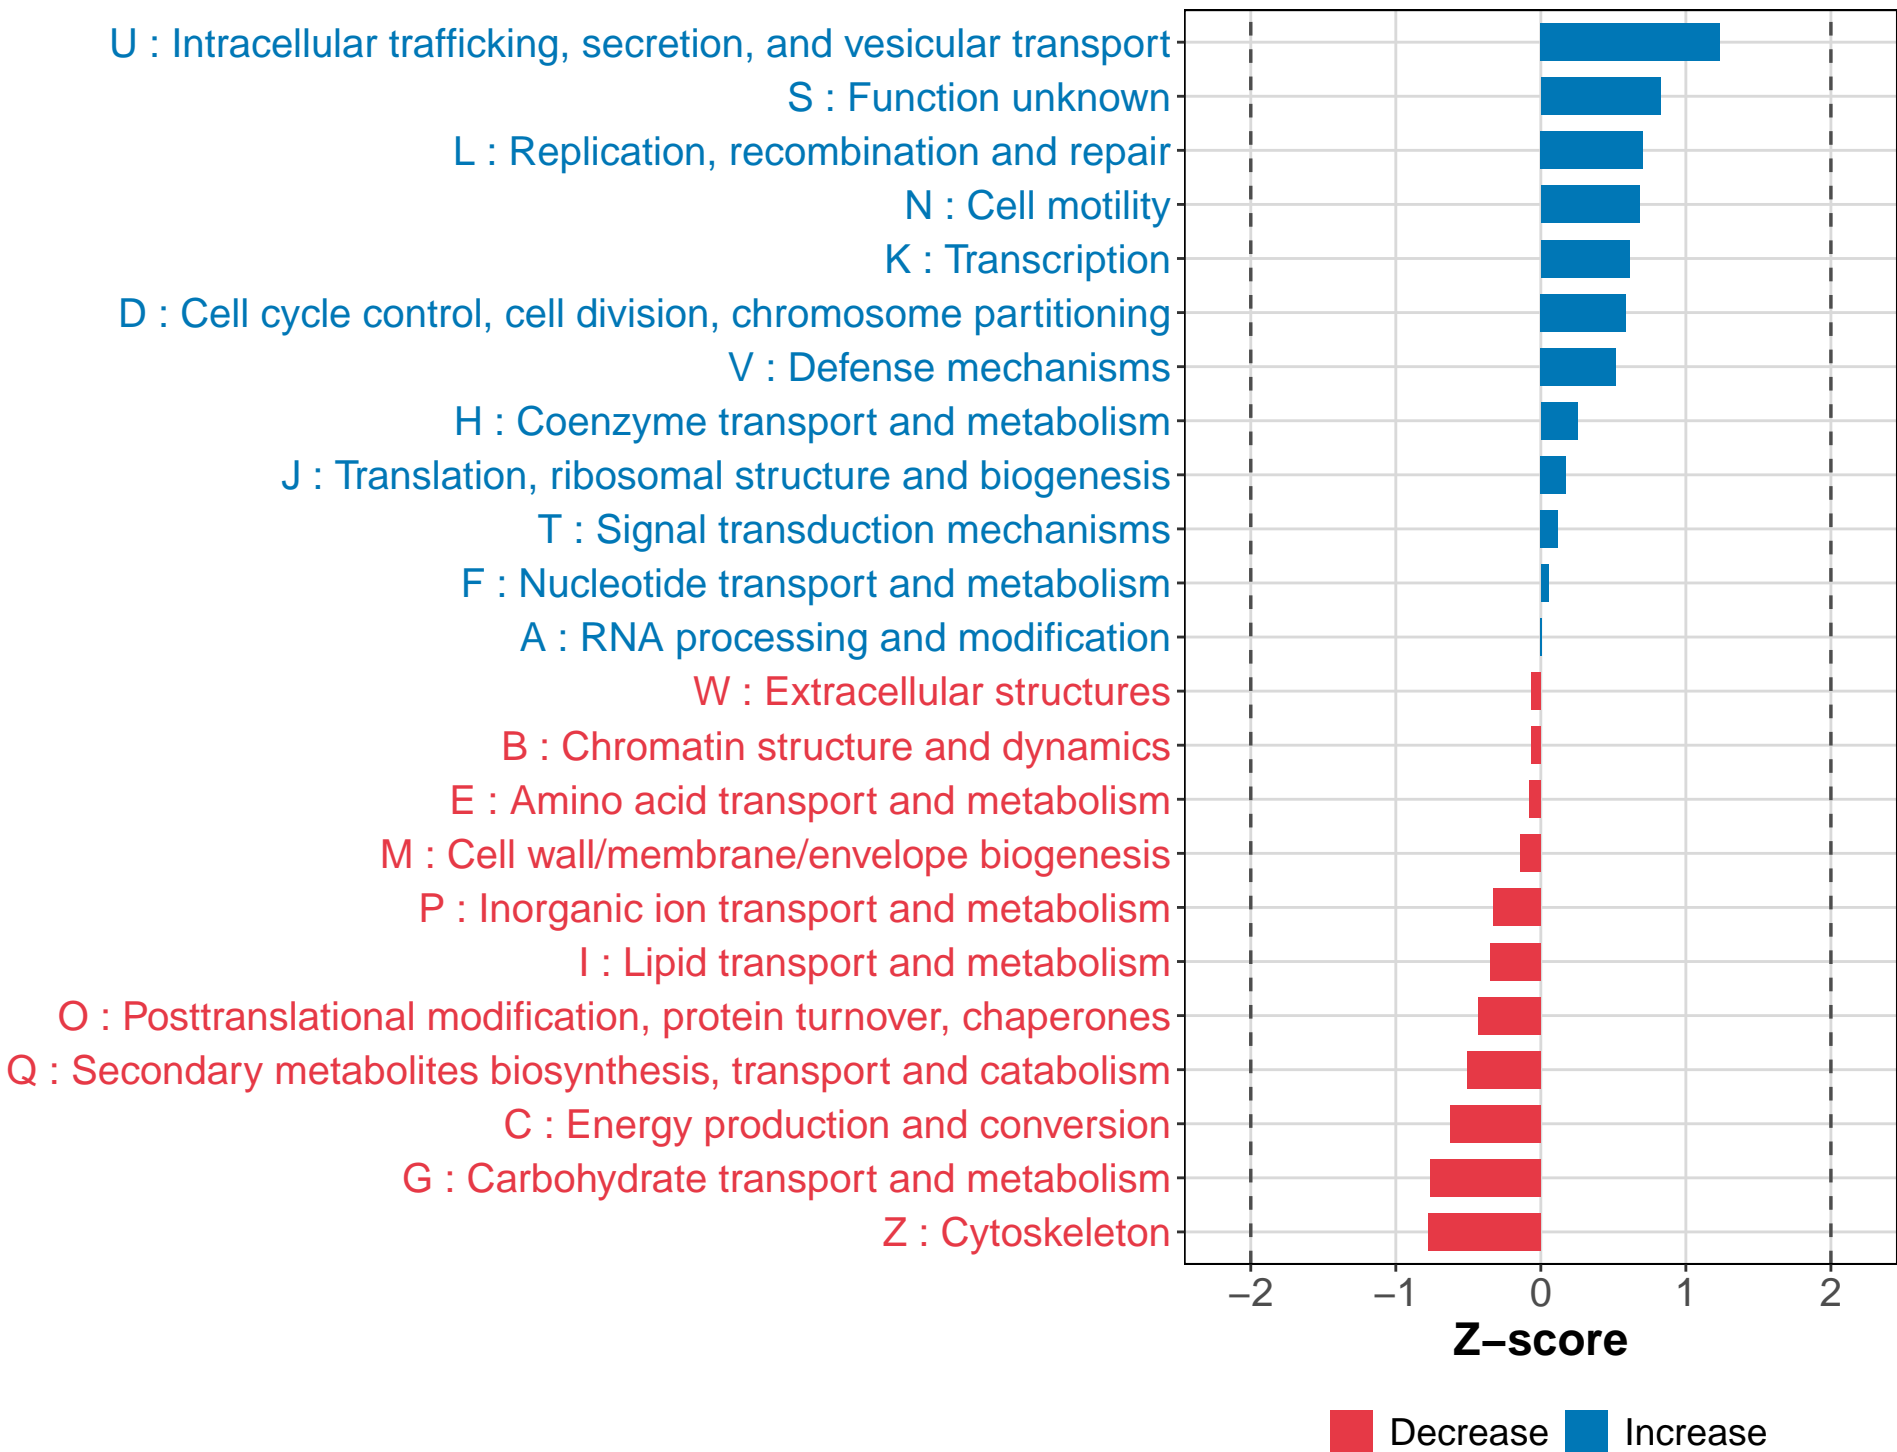 U : Intracellular trafficking, secretion, and vesicular transport
S : Function unknown
L : Replication, recombination and repair
N : Cell motility
K : Transcription
D : Cell cycle control, cell division, chromosome partitioning
V : Defense mechanisms
H : Coenzyme transport and metabolism
J : Translation, ribosomal structure and biogenesis
T : Signal transduction mechanisms
F : Nucleotide transport and metabolism
A : RNA processing and modification
W : Extracellular structures
B : Chromatin structure and dynamics
E : Amino acid transport and metabolism
M : Cell wall/membrane/envelope biogenesis
P : Inorganic ion transport and metabolism
I : Lipid transport and metabolism
O : Posttranslational modification, protein turnover, chaperones
Q : Secondary metabolites biosynthesis, transport and catabolism
C : Energy production and conversion
G : Carbohydrate transport and metabolism
Z : Cytoskeleton
−2 −1 0 1 2
Z−score
Decrease Increase